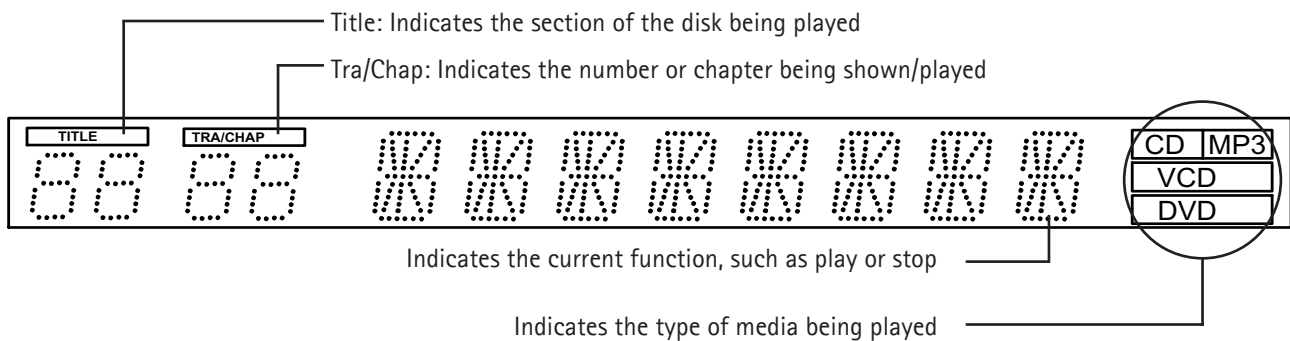 Title: Indicates the section of the disk being played
Tra/Chap: Indicates the number or chapter being shown/played
TITLE TRA/CHAP CD MP3
VCD
DVD
Indicates the current function, such as play or stop
Indicates the type of media being played